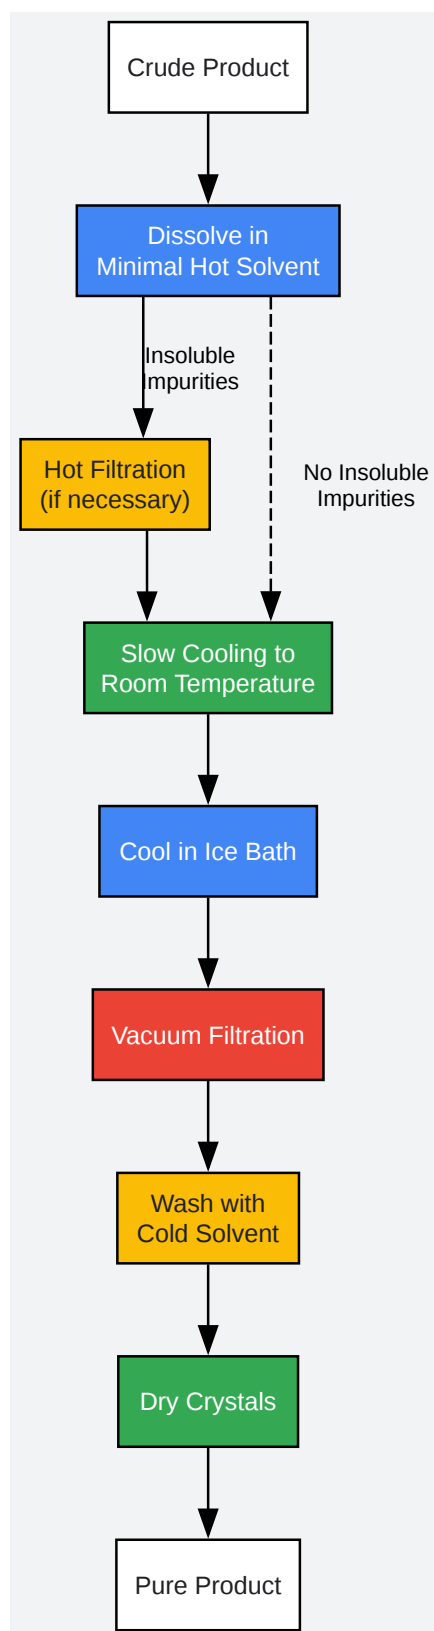 Crude Product
Dissolve in
Minimal Hot Solvent
Insoluble
Impurities
Hot Filtration
(if necessary)
No Insoluble
Impurities
Slow Cooling to
Room Temperature
Cool in Ice Bath
Vacuum Filtration
Wash with
Cold Solvent
Dry Crystals
Pure Product